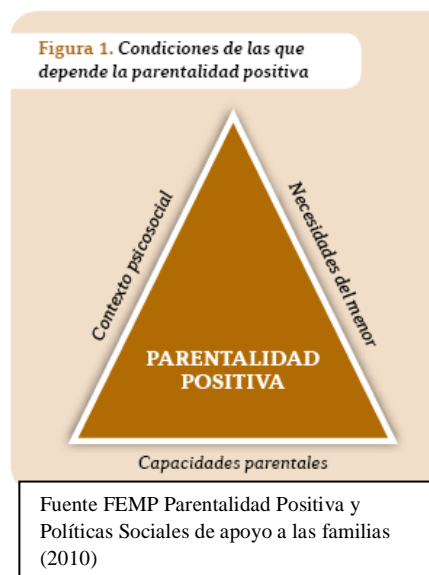 Figura 1. Condiciones de las que
depende la parentalidad positiva
Contexto psicosocial
Necesidades del menor
PARENTALIDAD
POSITIVA
Capacidades parentales
Fuente FEMP Parentalidad Positiva y
Políticas Sociales de apoyo a las familias
(2010)